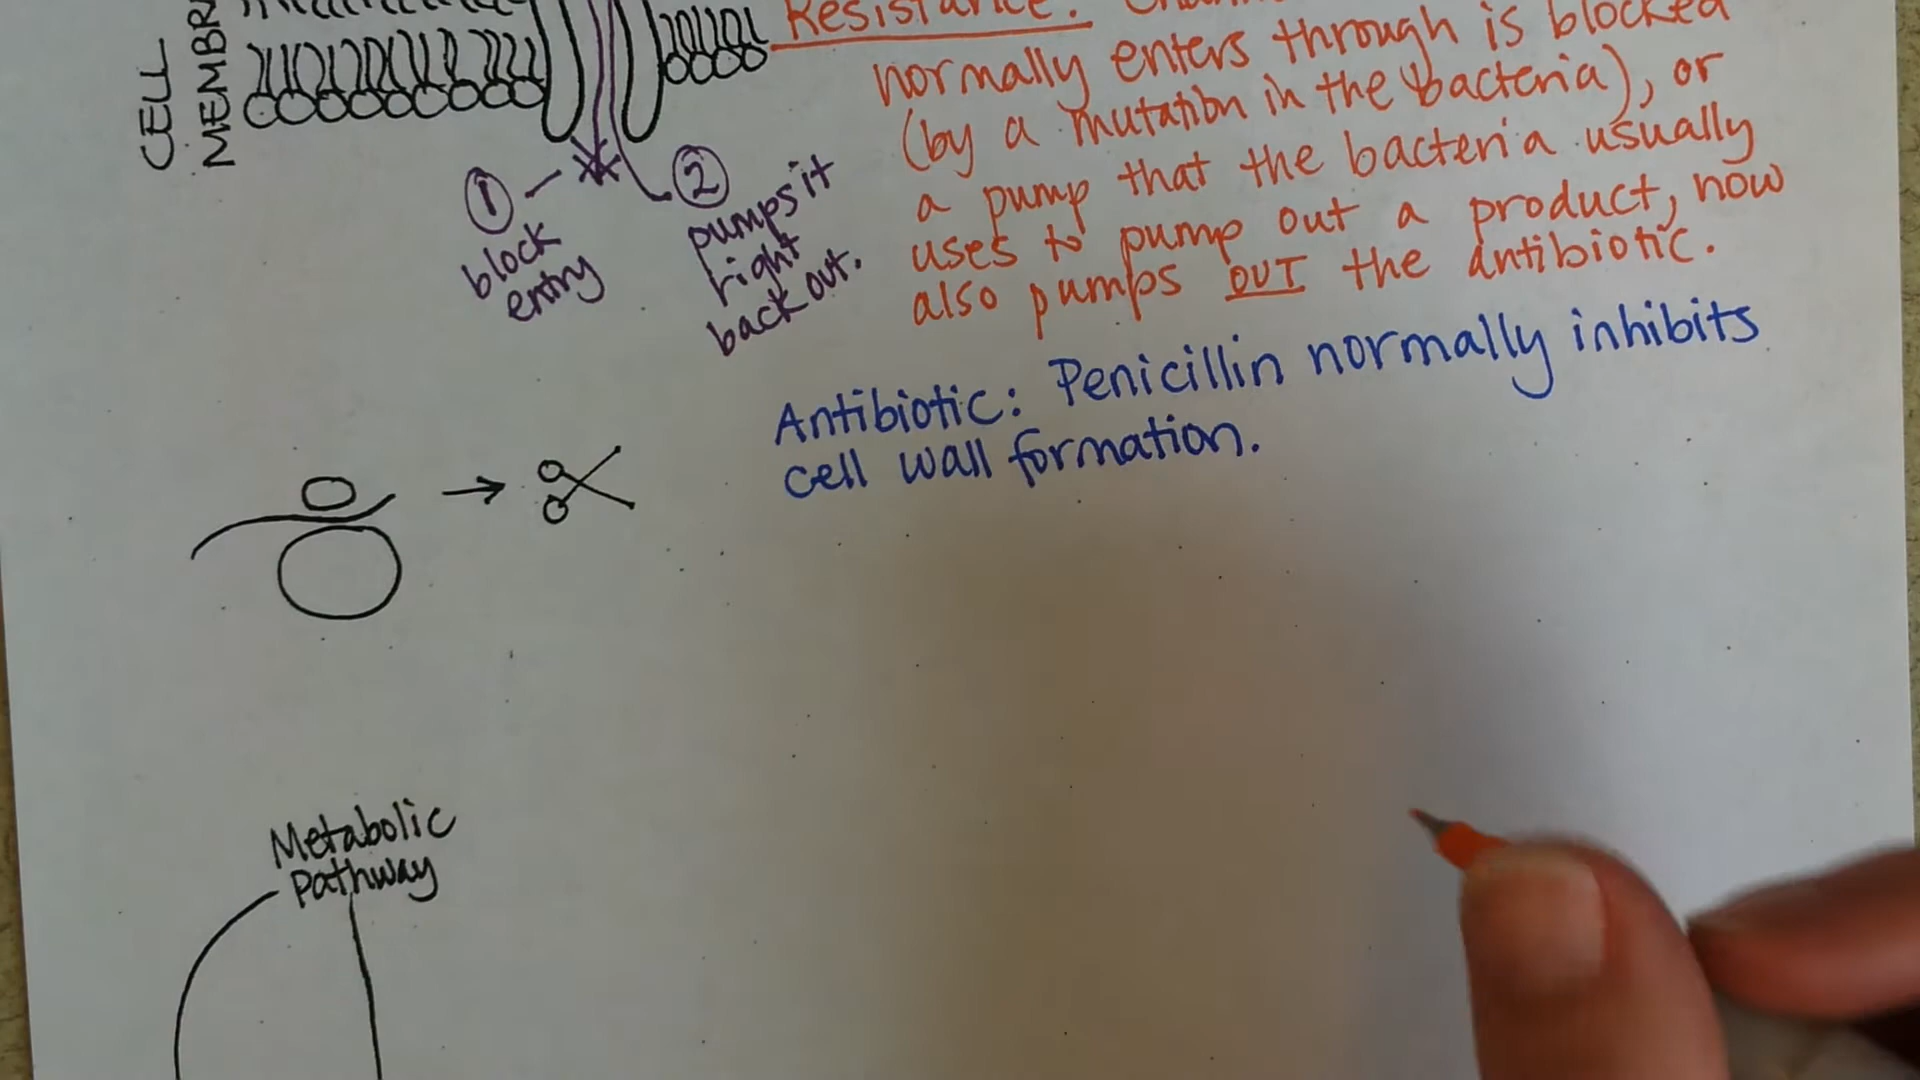 CELL
MEMBR
Resistance:
normally enters through is blocked
(by a mutation in the bacteria), or
a pump that the bacteria usually
uses to pump out a product, now
also pumps OUT the antibiotic.
① block
entry
② pumps it
right
back out.
Antibiotic: Penicillin normally inhibits
cell wall formation.
Metabolic
Pathway